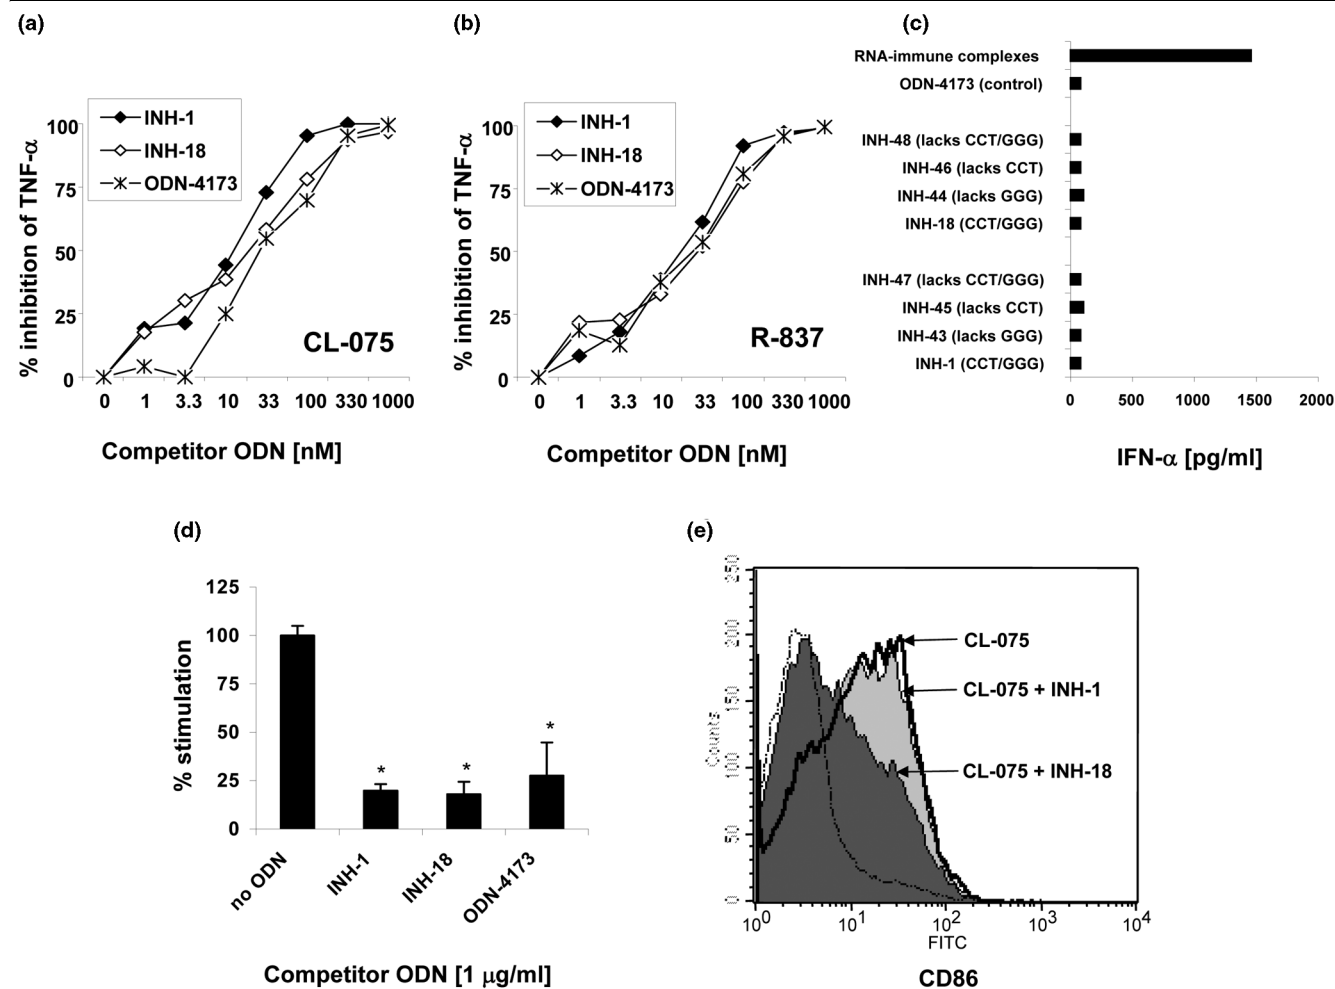 (a)
INH-1
INH-18
ODN-4173
% inhibition of TNF-α
100
75
50
25
0
CL-075
0 1 3.3 10 33 100 330 1000
Competitor ODN [nM]
(b)
INH-1
INH-18
ODN-4173
% inhibition of TNF-α
100
75
50
25
0
R-837
0 1 3.3 10 33 100 330 1000
Competitor ODN [nM]
(c)
RNA-immune complexes
ODN-4173 (control)
INH-48 (lacks CCT/GGG)
INH-46 (lacks CCT)
INH-44 (lacks GGG)
INH-18 (CCT/GGG)
INH-47 (lacks CCT/GGG)
INH-45 (lacks CCT)
INH-43 (lacks GGG)
INH-1 (CCT/GGG)
0 500 1000 1500 2000
IFN-α [pg/ml]
(d)
% stimulation
125
100
75
50
25
0
* * *
no ODN
INH-1
INH-18
ODN-4173
Competitor ODN [1 μg/ml]
(e)
Counts
250
200
150
100
50
0
CL-075
CL-075 + INH-1
CL-075 + INH-18
10⁰ 10¹ 10² 10³ 10⁴
FITC
CD86